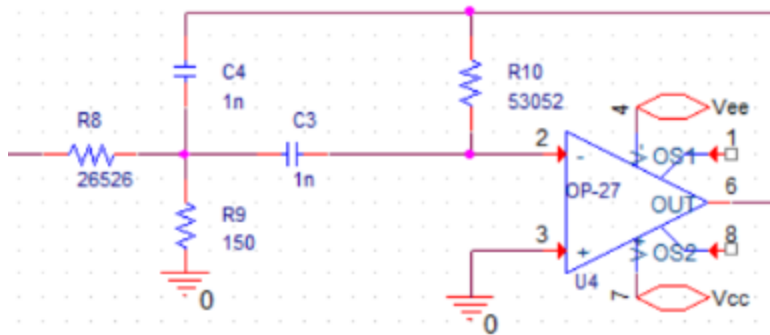 C4
1n
R10
53052
R8
26526
C3
1n
R9
150
0
2
3
-
+
OP-27
U4
4
Vee
V-
OS1
1
OUT
6
OS2
8
V+
7
Vcc
0